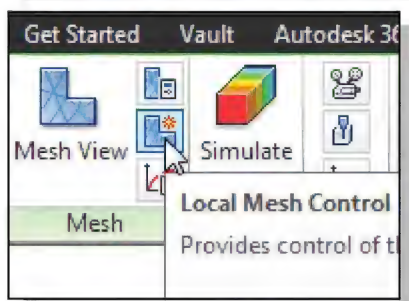 Get Started Vault Autodesk 36
Mesh View Simulate
Mesh
Local Mesh Control
Provides control of t